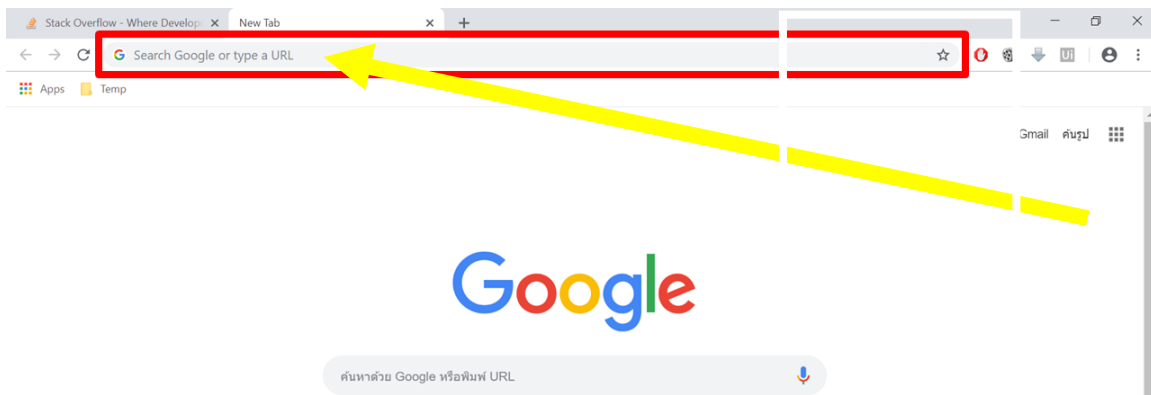 Stack Overflow - Where Develop
New Tab
Search Google or type a URL
Apps
Temp
Gmail
ค้นรูป
Google
ค้นหาด้วย Google หรือพิมพ์ URL